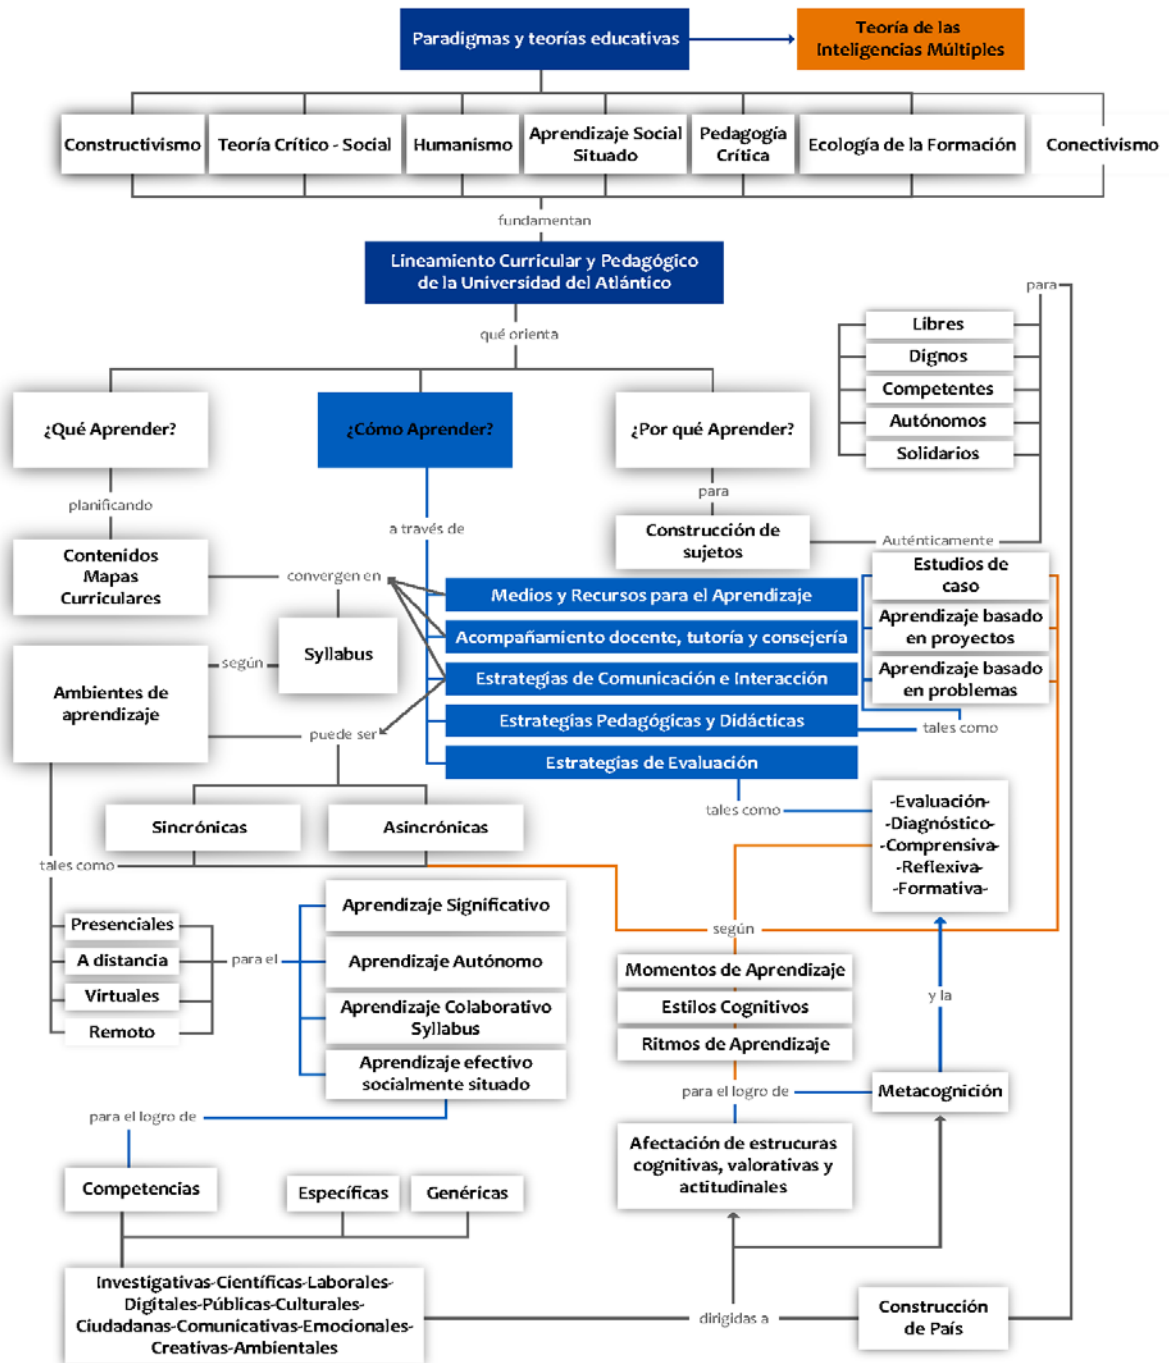 Paradigmas y teorías educativas
Teoría de las
Inteligencias Múltiples
Constructivismo
Teoría Crítico - Social
Humanismo
Aprendizaje Social
Situado
Pedagogía
Crítica
Ecología de la Formación
Conectivismo
fundamentan
Lineamiento Curricular y Pedagógico
de la Universidad del Atlántico
para
qué orienta
Libres
Dignos
Competentes
Autónomos
Solidarios
¿Qué Aprender?
¿Cómo Aprender?
¿Por qué Aprender?
planificando
a través de
para
Contenidos
Mapas
Curriculares
convergen en
Construcción de
sujetos
Auténticamente
Medios y Recursos para el Aprendizaje
Acompañamiento docente, tutoría y consejería
Estrategías de Comunicación e Interacción
Estrategías Pedagógicas y Didácticas
Estrategías de Evaluación
Estudios de
caso
Aprendizaje basado
en proyectos
Aprendizaje basado
en problemas
tales como
Syllabus
según
Ambientes de
aprendizaje
puede ser
Sincrónicas
Asincrónicas
tales como
tales como
-Evaluación-
-Diagnóstico-
-Comprensiva-
-Reflexiva-
-Formativa-
Presenciales
A distancia
Virtuales
Remoto
para el
Aprendizaje Significativo
Aprendizaje Autónomo
Aprendizaje Colaborativo
Syllabus
Aprendizaje efectivo
socialmente situado
según
Momentos de Aprendizaje
Estilos Cognitivos
Ritmos de Aprendizaje
y la
para el logro de
Metacognición
para el logro de
Afectación de estrucuras
cognitivas, valorativas y
actitudinales
Competencias
Específicas
Genéricas
Investigativas-Científicas-Laborales-
Digitales-Públicas-Culturales-
Ciudadanas-Comunicativas-Emocionales-
Creativas-Ambientales
dirigidas a
Construcción
de País